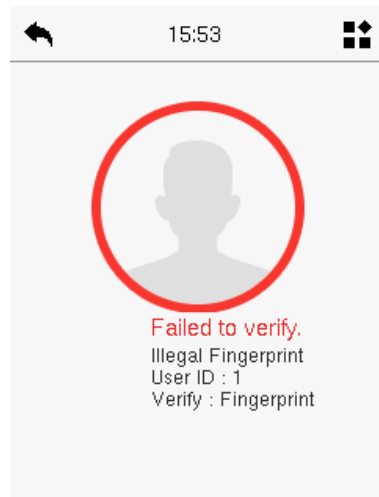 15:53
Failed to verify.
Illegal Fingerprint
User ID : 1
Verify : Fingerprint